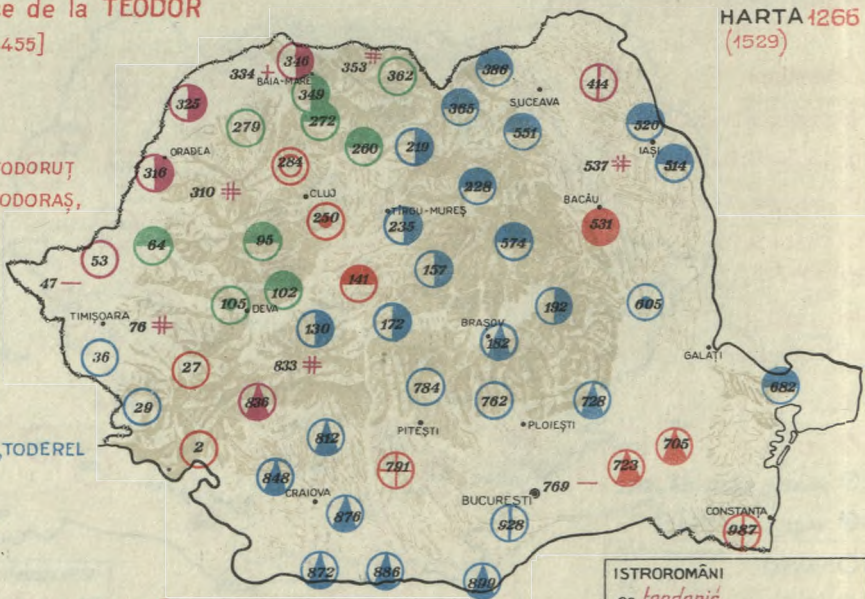 se de la TEODOR
HARTA 1266
455]
(1529)
ODORUȚ
ODORAȘ,
,TODEREL
334 +
346
353 #
362
386
414
BAIA-MARE
349
325
365
SUCEAVA
279
272
260
219
551
520
IAȘI
514
ORADEA
316
284
537 #
310 #
CLUJ
228
BACĂU
TÎRGU-MUREȘ
250
235
531
64
95
574
53
157
47 —
141
102
105
DEVA
192
605
TIMIȘOARA
76 #
130
172
BRAȘOV
182
GALAȚI
36
27
833 #
682
29
836
784
762
728
PITEȘTI
PLOIEȘTI
812
2
791
723
705
848
CRAIOVA
BUCUREȘTI
769 —
876
928
CONSTANȚA
987
872
886
899
ISTROROMÂNI